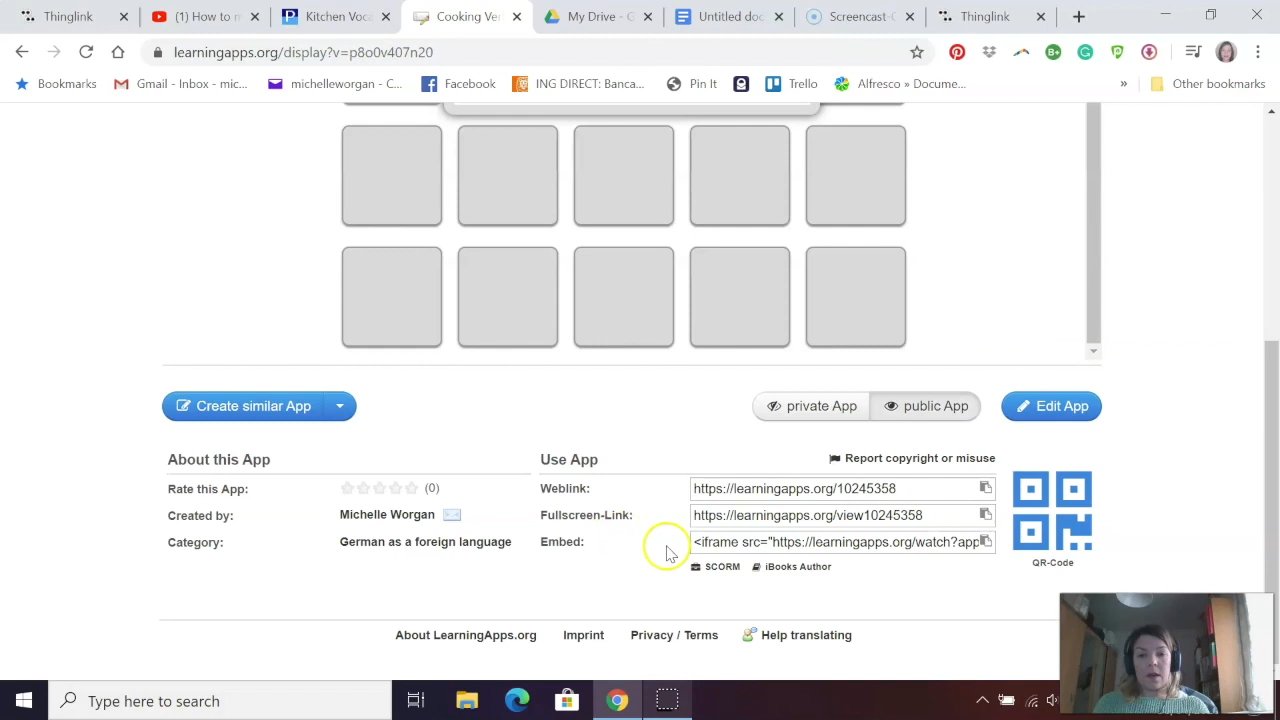 Thinglink
(1) How to m
Kitchen Voca
Cooking Ver
My Drive - G
Untitled doc
Screencast-O
Thinglink
learningapps.org/display?v=p8o0v407n20
Bookmarks
Gmail - Inbox - mic...
michelleworgan - C...
Facebook
ING DIRECT: Banca...
Pin It
Trello
Alfresco » Docume...
»
Other bookmarks
Create similar App
private App
public App
Edit App
About this App
Rate this App:
(0)
Created by:
Michelle Worgan
Category:
German as a foreign language
Use App
Report copyright or misuse
Weblink:
https://learningapps.org/10245358
Fullscreen-Link:
https://learningapps.org/view10245358
Embed:
<iframe src="https://learningapps.org/watch?app
SCORM
iBooks Author
QR-Code
About LearningApps.org
Imprint
Privacy / Terms
Help translating
Type here to search